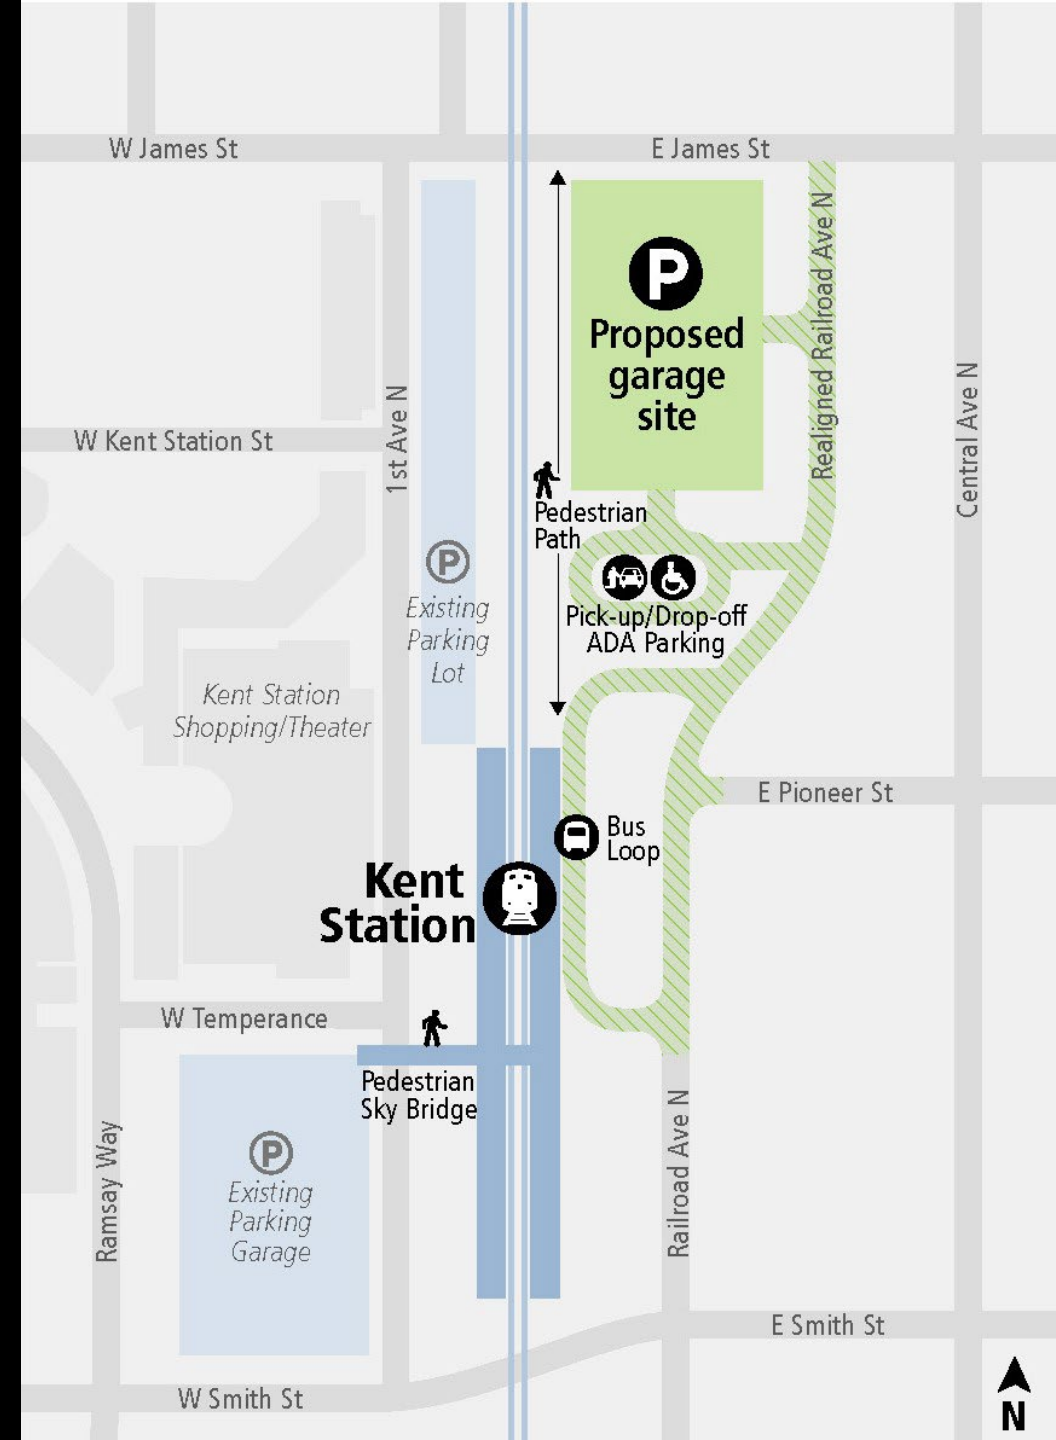 W James St
E James St
P
Proposed
garage
site
Realigned Railroad Ave N
Central Ave N
1st Ave N
W Kent Station St
Pedestrian
Path
P
Existing
Parking
Lot
Pick-up/Drop-off
ADA Parking
Kent Station
Shopping/Theater
E Pioneer St
Bus
Loop
Kent
Station
W Temperance
Pedestrian
Sky Bridge
Ramsay Way
P
Existing
Parking
Garage
Railroad Ave N
E Smith St
W Smith St
N